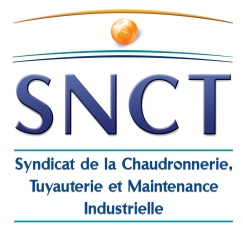 SNCT
Syndicat de la Chaudronnerie,
Tuyauterie et Maintenance
Industrielle